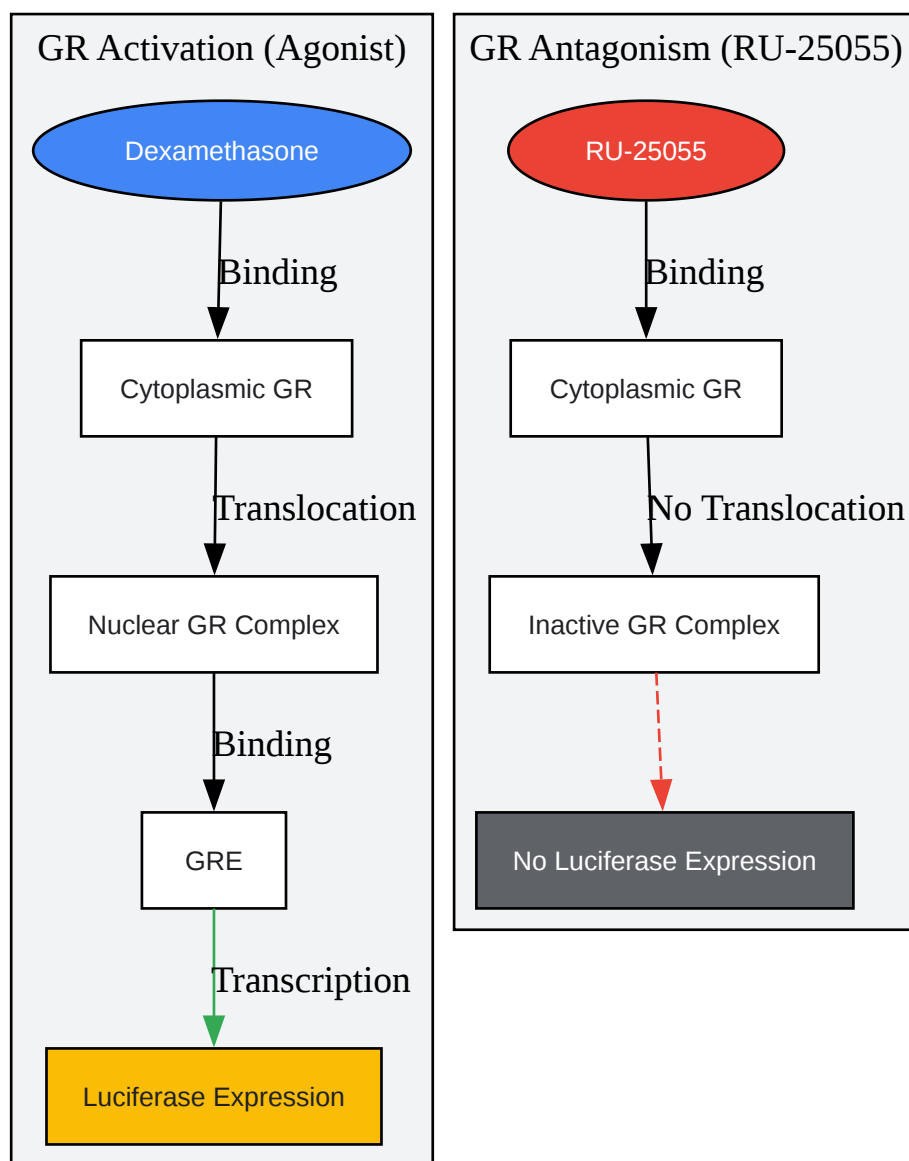 GR Activation (Agonist)
Dexamethasone
Binding
Cytoplasmic GR
Translocation
Nuclear GR Complex
Binding
GRE
Transcription
Luciferase Expression
GR Antagonism (RU-25055)
RU-25055
Binding
Cytoplasmic GR
No Translocation
Inactive GR Complex
No Luciferase Expression